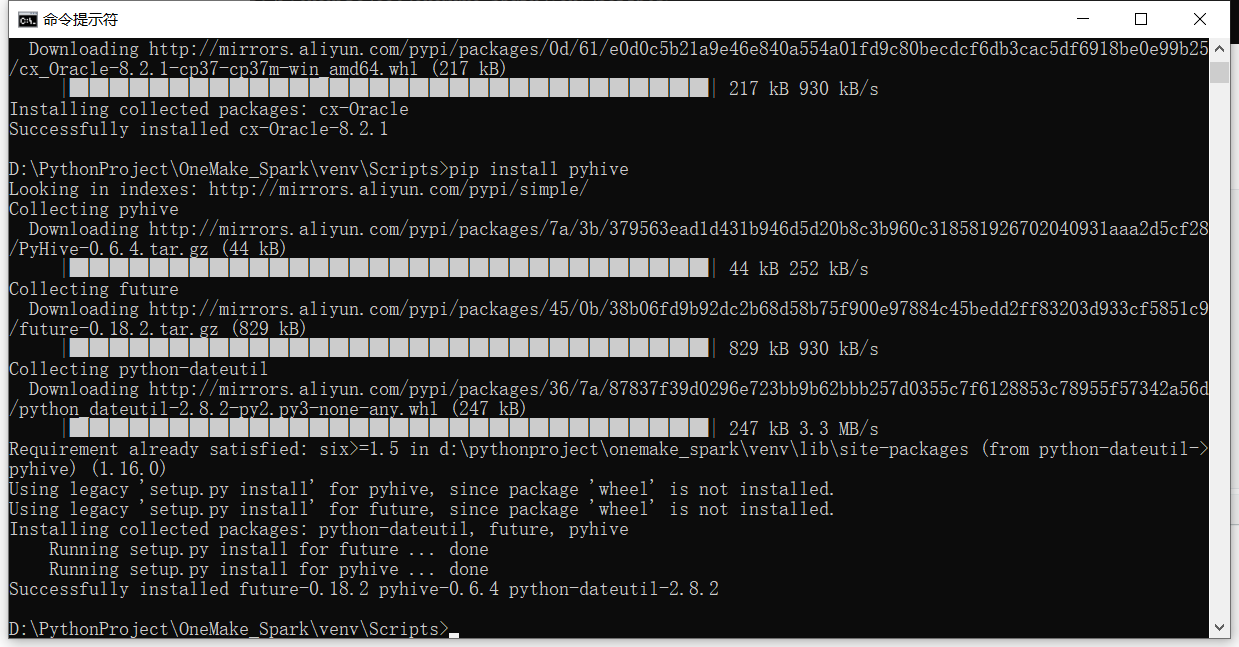 命令提示符
  Downloading http://mirrors.aliyun.com/pypi/packages/0d/61/e0d0c5b21a9e46e840a554a01fd9c80becdcf6db3cac5df6918be0e99b25
/cx_Oracle-8.2.1-cp37-cp37m-win_amd64.whl (217 kB)
217 kB 930 kB/s
Installing collected packages: cx-Oracle
Successfully installed cx-Oracle-8.2.1
D:\PythonProject\OneMake_Spark\venv\Scripts>pip install pyhive
Looking in indexes: http://mirrors.aliyun.com/pypi/simple/
Collecting pyhive
  Downloading http://mirrors.aliyun.com/pypi/packages/7a/3b/379563ead1d431b946d5d20b8c3b960c318581926702040931aaa2d5cf28
/PyHive-0.6.4.tar.gz (44 kB)
44 kB 252 kB/s
Collecting future
  Downloading http://mirrors.aliyun.com/pypi/packages/45/0b/38b06fd9b92dc2b68d58b75f900e97884c45bedd2ff83203d933cf5851c9
/future-0.18.2.tar.gz (829 kB)
829 kB 930 kB/s
Collecting python-dateutil
  Downloading http://mirrors.aliyun.com/pypi/packages/36/7a/87837f39d0296e723bb9b62bbb257d0355c7f6128853c78955f57342a56d
/python_dateutil-2.8.2-py2.py3-none-any.whl (247 kB)
247 kB 3.3 MB/s
Requirement already satisfied: six>=1.5 in d:\pythonproject\onemake_spark\venv\lib\site-packages (from python-dateutil->
pyhive) (1.16.0)
Using legacy 'setup.py install' for pyhive, since package 'wheel' is not installed.
Using legacy 'setup.py install' for future, since package 'wheel' is not installed.
Installing collected packages: python-dateutil, future, pyhive
    Running setup.py install for future ... done
    Running setup.py install for pyhive ... done
Successfully installed future-0.18.2 pyhive-0.6.4 python-dateutil-2.8.2
D:\PythonProject\OneMake_Spark\venv\Scripts>